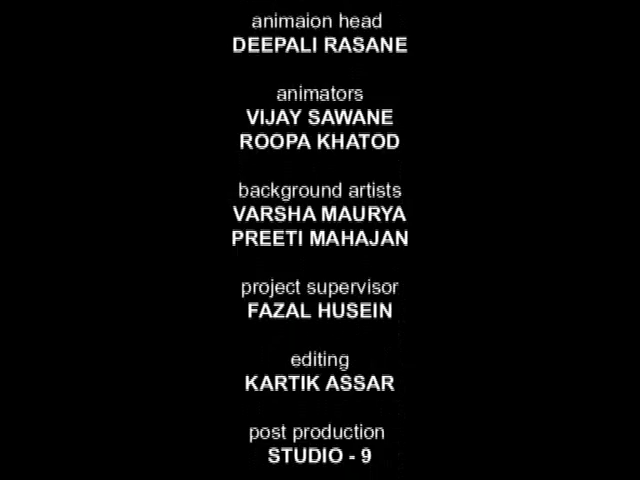 animaion head
DEEPALI RASANE
animators
VIJAY SAWANE
ROOPA KHATOD
background artists
VARSHA MAURYA
PREETI MAHAJAN
project supervisor
FAZAL HUSEIN
editing
KARTIK ASSAR
post production
STUDIO - 9